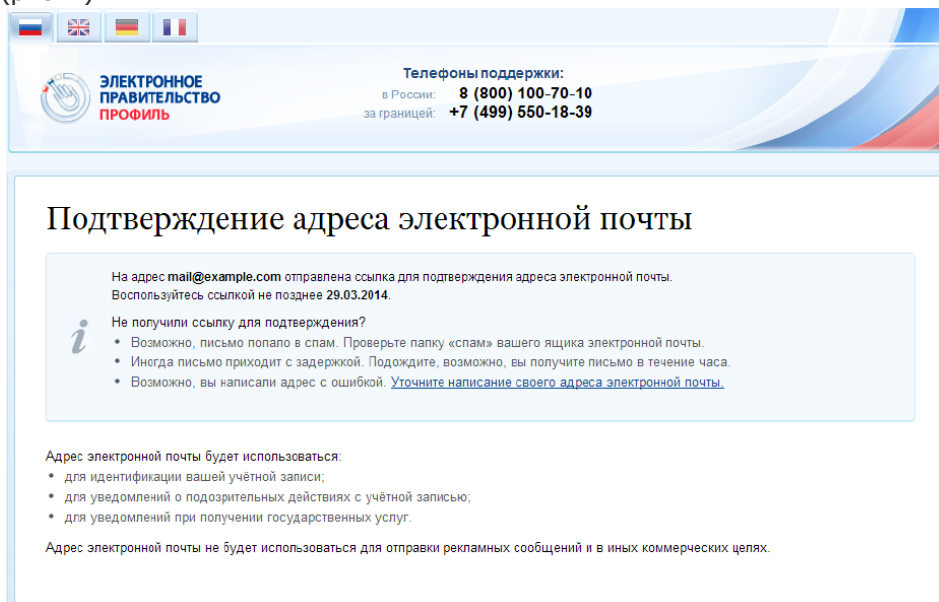 ЭЛЕКТРОННОЕ
ПРАВИТЕЛЬСТВО
ПРОФИЛЬ
Телефоны поддержки:
в России: 8 (800) 100-70-10
за границей: +7 (499) 550-18-39
Подтверждение адреса электронной почты
На адрес mail@example.com отправлена ссылка для подтверждения адреса электронной почты.
Воспользуйтесь ссылкой не позднее 29.03.2014.
Не получили ссылку для подтверждения?
• Возможно, письмо попало в спам. Проверьте папку «спам» вашего ящика электронной почты.
• Иногда письмо приходит с задержкой. Подождите, возможно, вы получите письмо в течение часа.
• Возможно, вы написали адрес с ошибкой. Уточните написание своего адреса электронной почты.
Адрес электронной почты будет использоваться:
• для идентификации вашей учётной записи;
• для уведомлений о подозрительных действиях с учётной записью;
• для уведомлений при получении государственных услуг.
Адрес электронной почты не будет использоваться для отправки рекламных сообщений и в иных коммерческих целях.